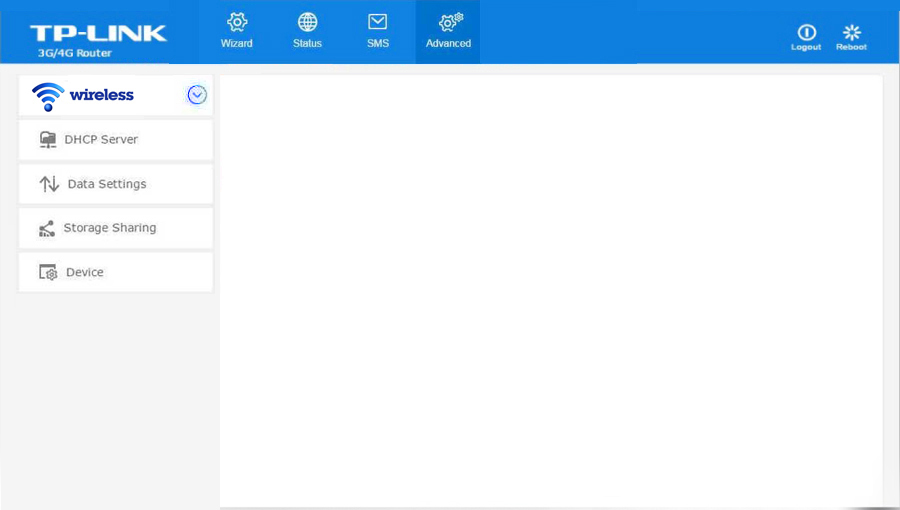 TP-LINK
3G/4G Router
Wizard
Status
SMS
Advanced
Logout
Reboot
wireless
DHCP Server
Data Settings
Storage Sharing
Device